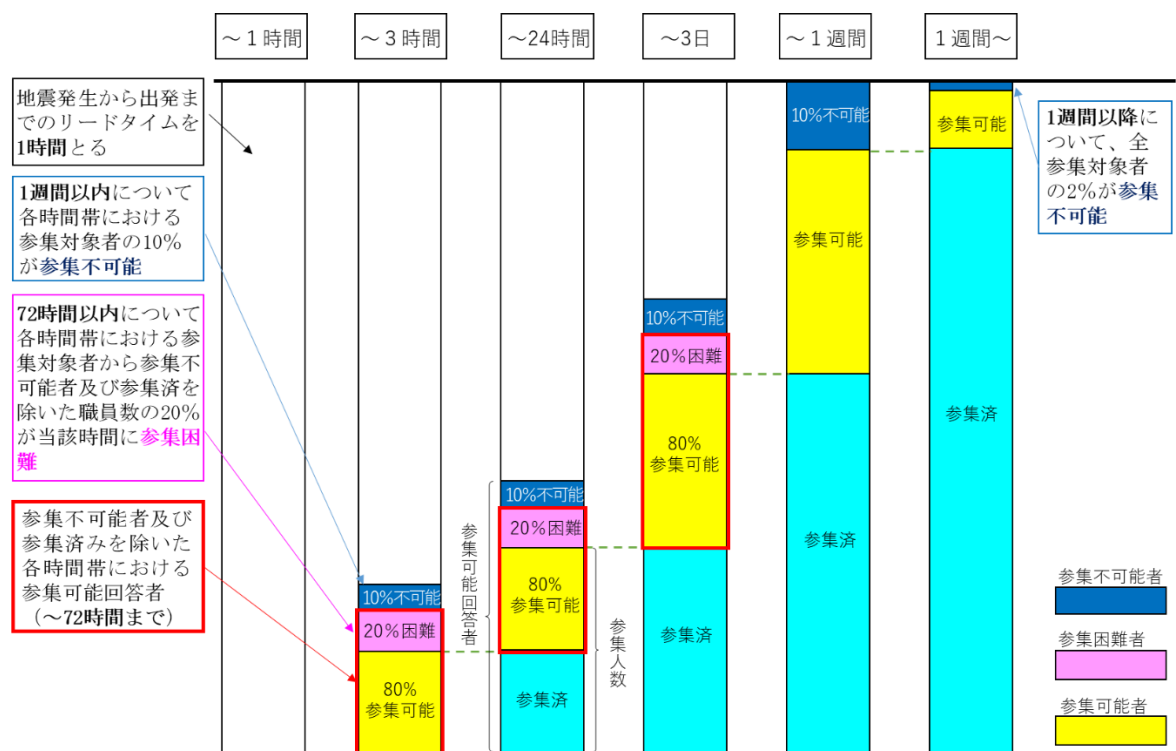 ～１時間
～３時間
～24時間
～3日
～１週間
１週間～
地震発生から出発ま
でのリードタイムを
1時間とる
1週間以内について
各時間帯における
参集対象者の10%
が参集不可能
72時間以内について
各時間帯における参
集対象者から参集不
可能者及び参集済を
除いた職員数の20%
が当該時間に参集困
難
参集不可能者及び
参集済みを除いた
各時間帯における
参集可能回答者
（～72時間まで）
10%不可能
20%困難
80%
参集可能
参集可能回答者
10%不可能
20%困難
80%
参集可能
参集済
参集人数
10%不可能
20%困難
80%
参集可能
参集済
10%不可能
参集可能
参集済
参集可能
参集済
1週間以降に
ついて、全
参集対象者
の2%が参集
不可能
参集不可能者
参集困難者
参集可能者